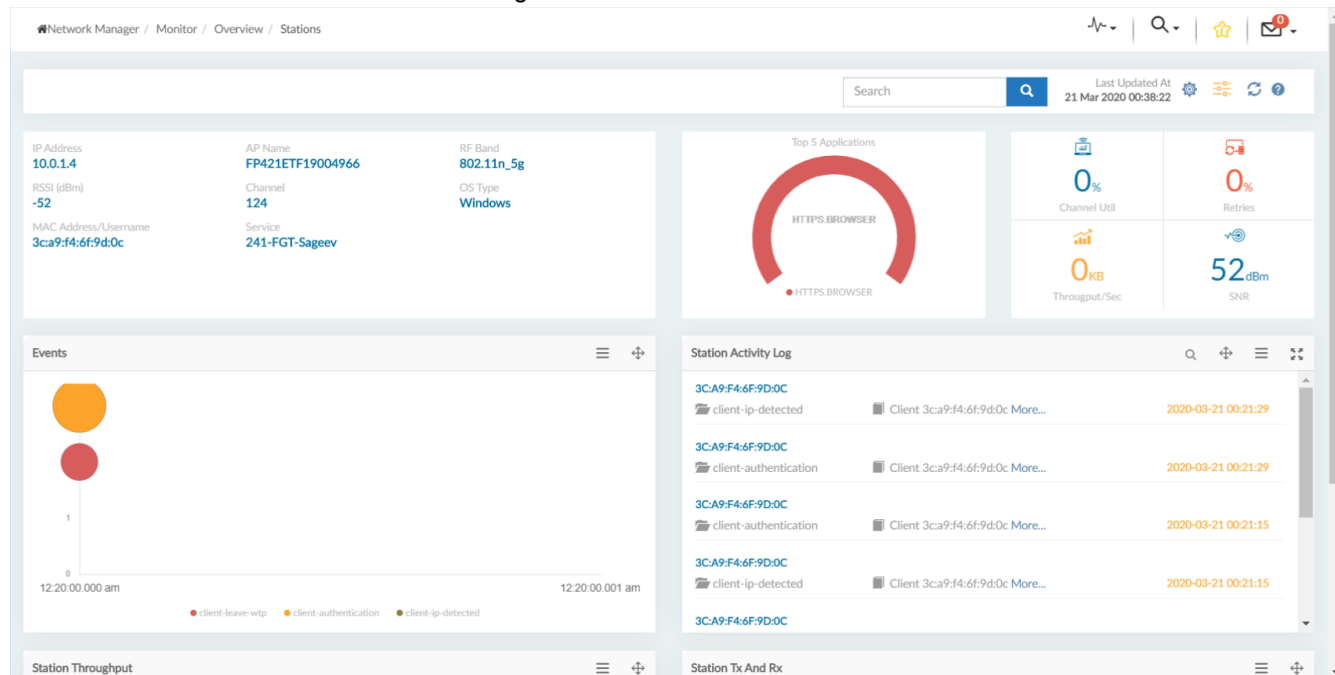 Network Manager / Monitor / Overview / Stations
0
Search
Last Updated At
21 Mar 2020 00:38:22
IP Address
10.0.1.4
AP Name
FP421ETF19004966
RF Band
802.11n_5g
RSSI (dBm)
-52
Channel
124
OS Type
Windows
MAC Address/Username
3c:a9:f4:6f:9d:0c
Service
241-FGT-Sageev
Top 5 Applications
HTTPS.BROWSER
HTTPS.BROWSER
0%
Channel Util
0%
Retries
0KB
Througput/Sec
52dBm
SNR
Events
1
0
12:20:00.000 am
12:20:00.001 am
client-leave-wtp client-authentication client-ip-detected
Station Activity Log
3C:A9:F4:6F:9D:0C
client-ip-detected Client 3c:a9:f4:6f:9d:0c More... 2020-03-21 00:21:29
3C:A9:F4:6F:9D:0C
client-authentication Client 3c:a9:f4:6f:9d:0c More... 2020-03-21 00:21:29
3C:A9:F4:6F:9D:0C
client-authentication Client 3c:a9:f4:6f:9d:0c More... 2020-03-21 00:21:15
3C:A9:F4:6F:9D:0C
client-ip-detected Client 3c:a9:f4:6f:9d:0c More... 2020-03-21 00:21:15
3C:A9:F4:6F:9D:0C
Station Throughput
Station Tx And Rx